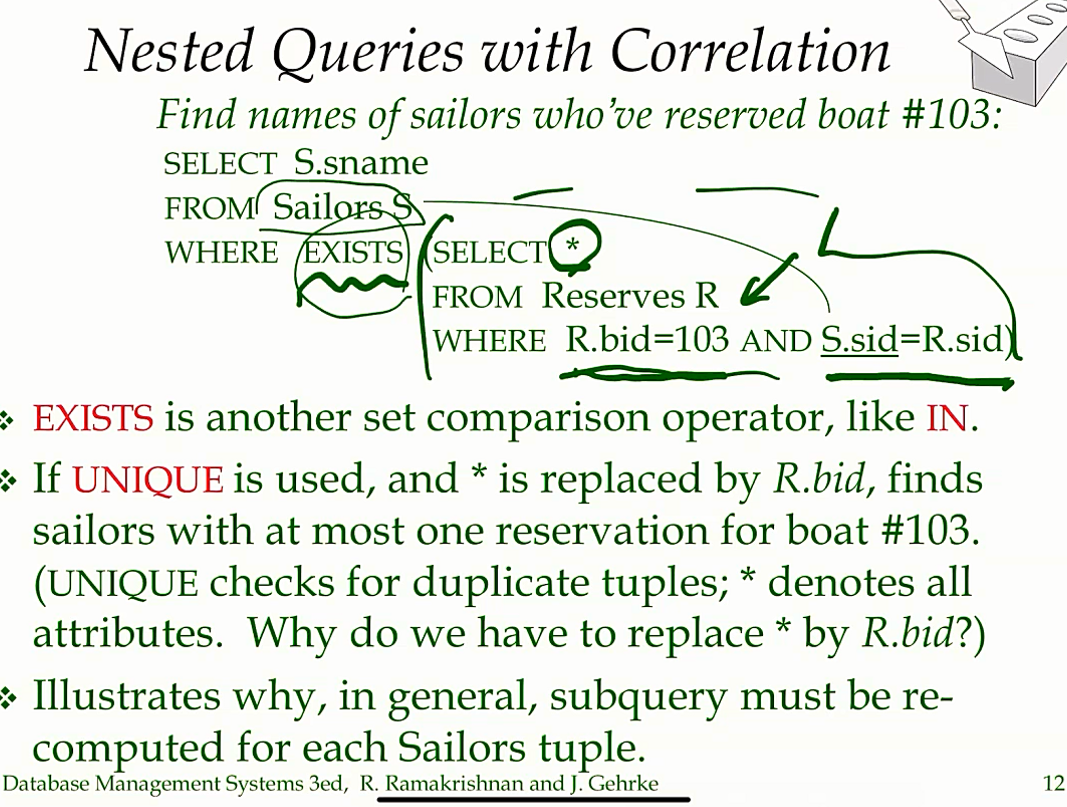 Nested Queries with Correlation
Find names of sailors who've reserved boat #103:
SELECT S.sname
FROM Sailors S
WHERE EXISTS (SELECT *
FROM Reserves R
WHERE R.bid=103 AND S.sid=R.sid)
❖ EXISTS is another set comparison operator, like IN.
❖ If UNIQUE is used, and * is replaced by R.bid, finds
sailors with at most one reservation for boat #103.
(UNIQUE checks for duplicate tuples; * denotes all
attributes. Why do we have to replace * by R.bid?)
❖ Illustrates why, in general, subquery must be re-
computed for each Sailors tuple.
Database Management Systems 3ed, R. Ramakrishnan and J. Gehrke 12